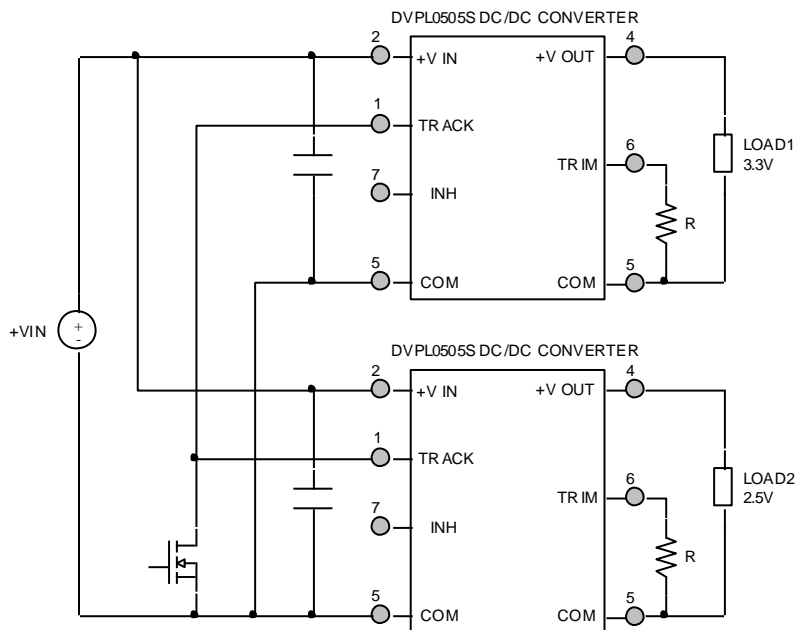 DVPL0505S DC/DC CONVERTER
2
+V IN
+V OUT
4
1
TRACK
6
TRIM
LOAD1
3.3V
7
INH
R
5
COM
COM
5
+VIN
+
-
DVPL0505S DC/DC CONVERTER
2
+V IN
+V OUT
4
1
TRACK
6
TRIM
LOAD2
2.5V
7
INH
R
5
COM
COM
5